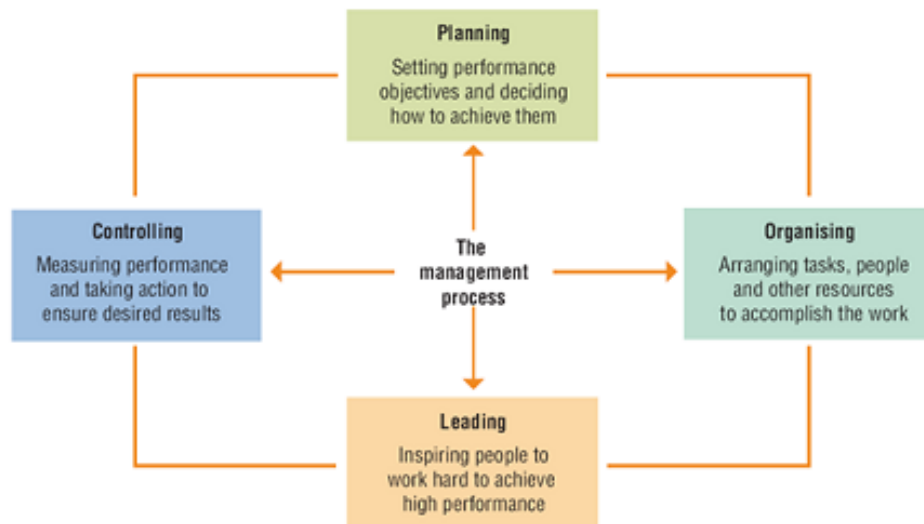 Planning
Setting performance
objectives and deciding
how to achieve them
Controlling
Measuring performance
and taking action to
ensure desired results
The
management
process
Organising
Arranging tasks, people
and other resources
to accomplish the work
Leading
Inspiring people to
work hard to achieve
high performance